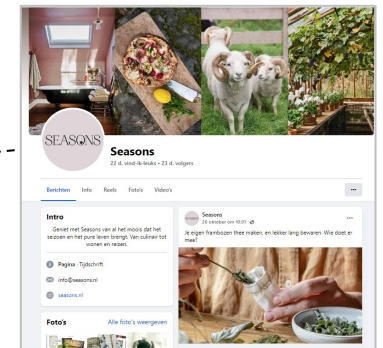 SEASONS
Seasons
22 d. vind-ik-leuks • 23 d. volgers
Berichten Info Reels Foto's Video's
Intro
Geniet met Seasons van al het moois dat het
seizoen en het pure leven brengt. Van culinair tot
wonen en reizen.
Pagina · Tijdschrift
info@seasons.nl
seasons.nl
Foto's Alle foto's weergeven
Seasons
20 oktober om 10:01
Je eigen frambozen thee maken, en lekker lang bewaren. Wie doet er
mee?